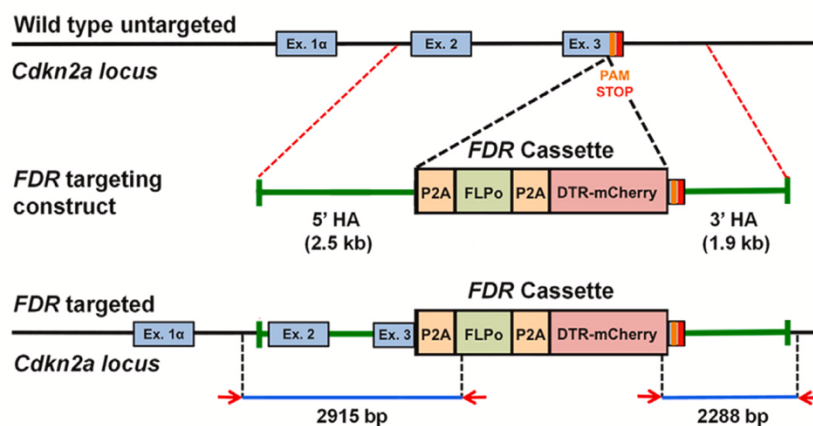 Wild type untargeted
Ex. 1α Ex. 2 Ex. 3
Cdkn2a locus
PAM
STOP
FDR Cassette
FDR targeting
construct
P2A FLPo P2A DTR-mCherry
5' HA
(2.5 kb)
3' HA
(1.9 kb)
FDR targeted
FDR Cassette
Ex. 1α Ex. 2 Ex. 3 P2A FLPo P2A DTR-mCherry
Cdkn2a locus
2915 bp 2288 bp